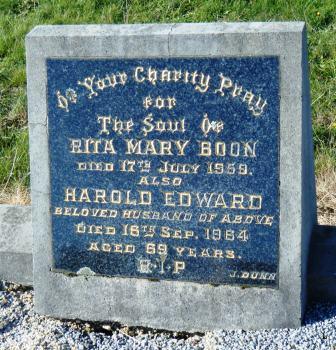 Of Your Charity Pray
for
The Soul Of
RITA MARY BOON
DIED 17TH JULY 1959.
ALSO
HAROLD EDWARD
BELOVED HUSBAND OF ABOVE
DIED 16TH SEP. 1964
AGED 69 YEARS.
R.I.P
J. DUNN